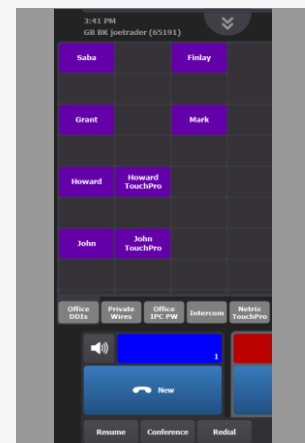 3:41 PM
GB BK joetrader (65191)
Saba Finlay
Grant Mark
Howard Howard
TouchPro
John John
TouchPro
Office
DDIs
Private
Wires
Office
IPC PW
Intercom
Netrix
TouchPro
1
New
Resume Conference Redial